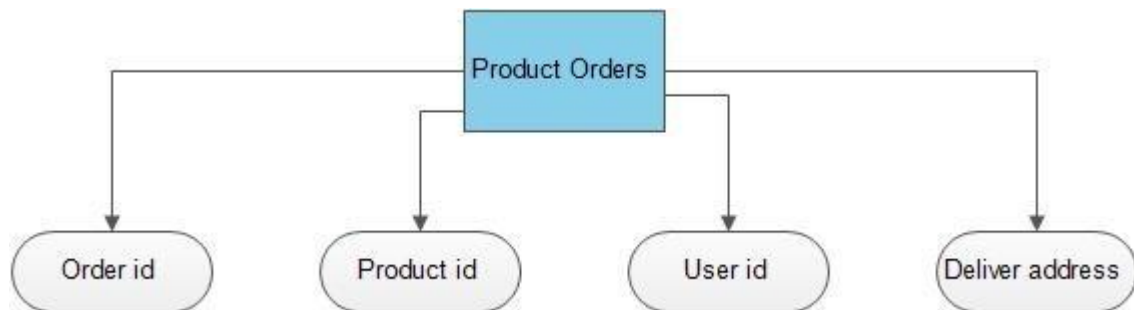 Product Orders
Order id
Product id
User id
Deliver address